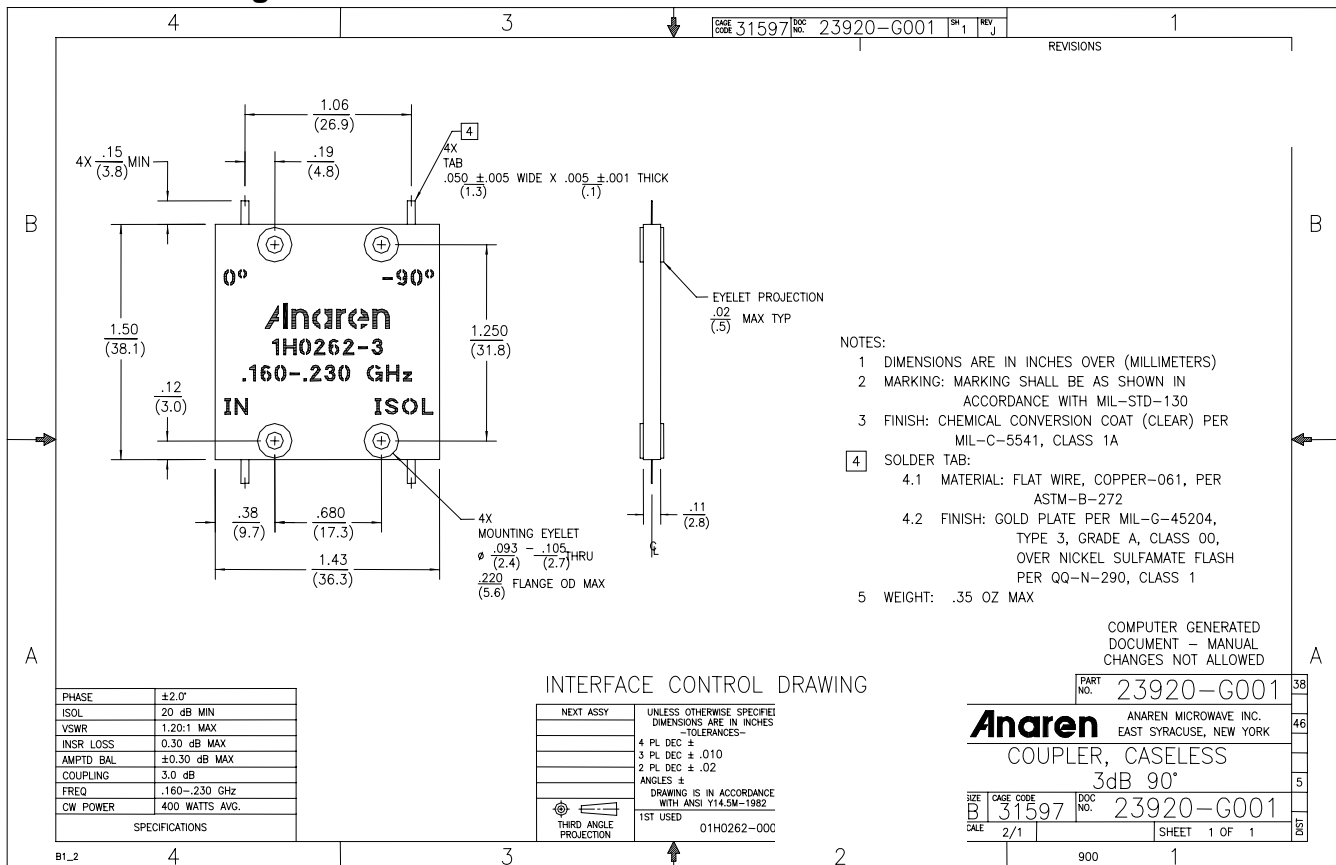 4
3
1
CAGE CODE 31597 DOC NO. 23920-G001 SH 1 REV J
REVISIONS
1.06
(26.9)
4
4X .15 MIN
(3.8)
.19
(4.8)
4X
TAB
.050 ±.005 WIDE X .005 ±.001 THICK
(1.3) (.1)
B
B
0° -90°
EYELET PROJECTION
.02 MAX TYP
(.5)
Anaren
1H0262-3
.160-.230 GHz
1.50
(38.1)
1.250
(31.8)
.12
(3.0)
IN ISOL
NOTES:
1 DIMENSIONS ARE IN INCHES OVER (MILLIMETERS)
2 MARKING: MARKING SHALL BE AS SHOWN IN
ACCORDANCE WITH MIL-STD-130
3 FINISH: CHEMICAL CONVERSION COAT (CLEAR) PER
MIL-C-5541, CLASS 1A
4 SOLDER TAB:
4.1 MATERIAL: FLAT WIRE, COPPER-061, PER
ASTM-B-272
4.2 FINISH: GOLD PLATE PER MIL-G-45204,
TYPE 3, GRADE A, CLASS 00,
OVER NICKEL SULFAMATE FLASH
PER QQ-N-290, CLASS 1
5 WEIGHT: .35 OZ MAX
.38
(9.7)
.680
(17.3)
1.43
(36.3)
4X
MOUNTING EYELET
ø .093 - .105 THRU
(2.4) (2.7)
.220 FLANGE OD MAX
(5.6)
.11
(2.8)
CL
COMPUTER GENERATED
DOCUMENT - MANUAL
CHANGES NOT ALLOWED
A
A
INTERFACE CONTROL DRAWING
PHASE ±2.0°
ISOL 20 dB MIN
VSWR 1.20:1 MAX
INSR LOSS 0.30 dB MAX
AMPTD BAL ±0.30 dB MAX
COUPLING 3.0 dB
FREQ .160-.230 GHz
CW POWER 400 WATTS AVG.
SPECIFICATIONS
NEXT ASSY
UNLESS OTHERWISE SPECIFIE
DIMENSIONS ARE IN INCHES
-TOLERANCES-
4 PL DEC ±
3 PL DEC ± .010
2 PL DEC ± .02
ANGLES ±
DRAWING IS IN ACCORDANCE
WITH ANSI Y14.5M-1982
THIRD ANGLE
PROJECTION
1ST USED
01H0262-000
PART NO. 23920-G001
38
Anaren
ANAREN MICROWAVE INC.
EAST SYRACUSE, NEW YORK
46
COUPLER, CASELESS
3dB 90°
5
SIZE B CAGE CODE 31597 DOC NO. 23920-G001
SCALE 2/1 SHEET 1 OF 1
DIST
B1_2
4
3
2
900
1